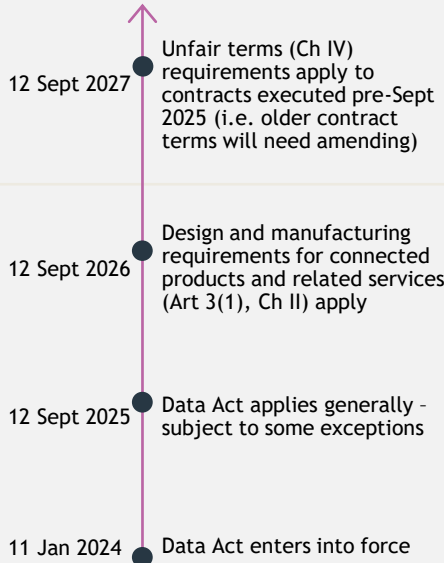 12 Sept 2027
Unfair terms (Ch IV)
requirements apply to
contracts executed pre-Sept
2025 (i.e. older contract
terms will need amending)
12 Sept 2026
Design and manufacturing
requirements for connected
products and related services
(Art 3(1), Ch II) apply
12 Sept 2025
Data Act applies generally –
subject to some exceptions
11 Jan 2024
Data Act enters into force